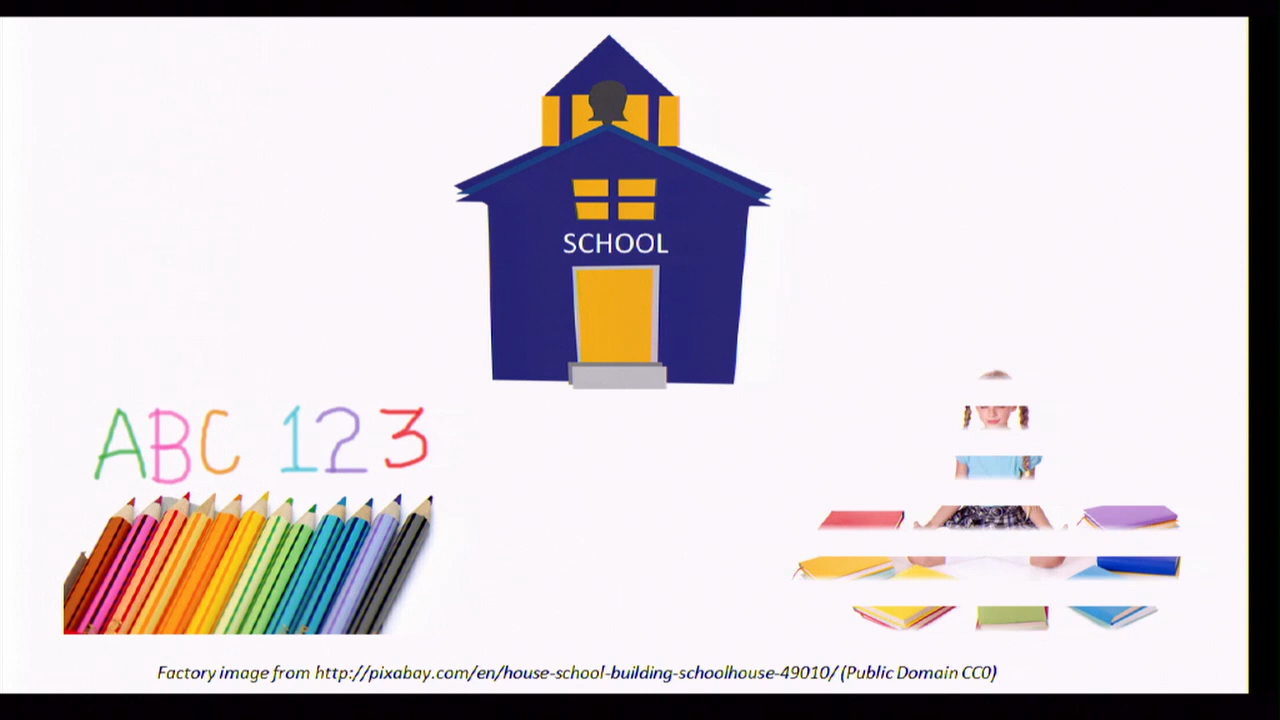 SCHOOL
ABC 123
Factory image from http://pixabay.com/en/house-school-building-schoolhouse-49010/ (Public Domain CC0)